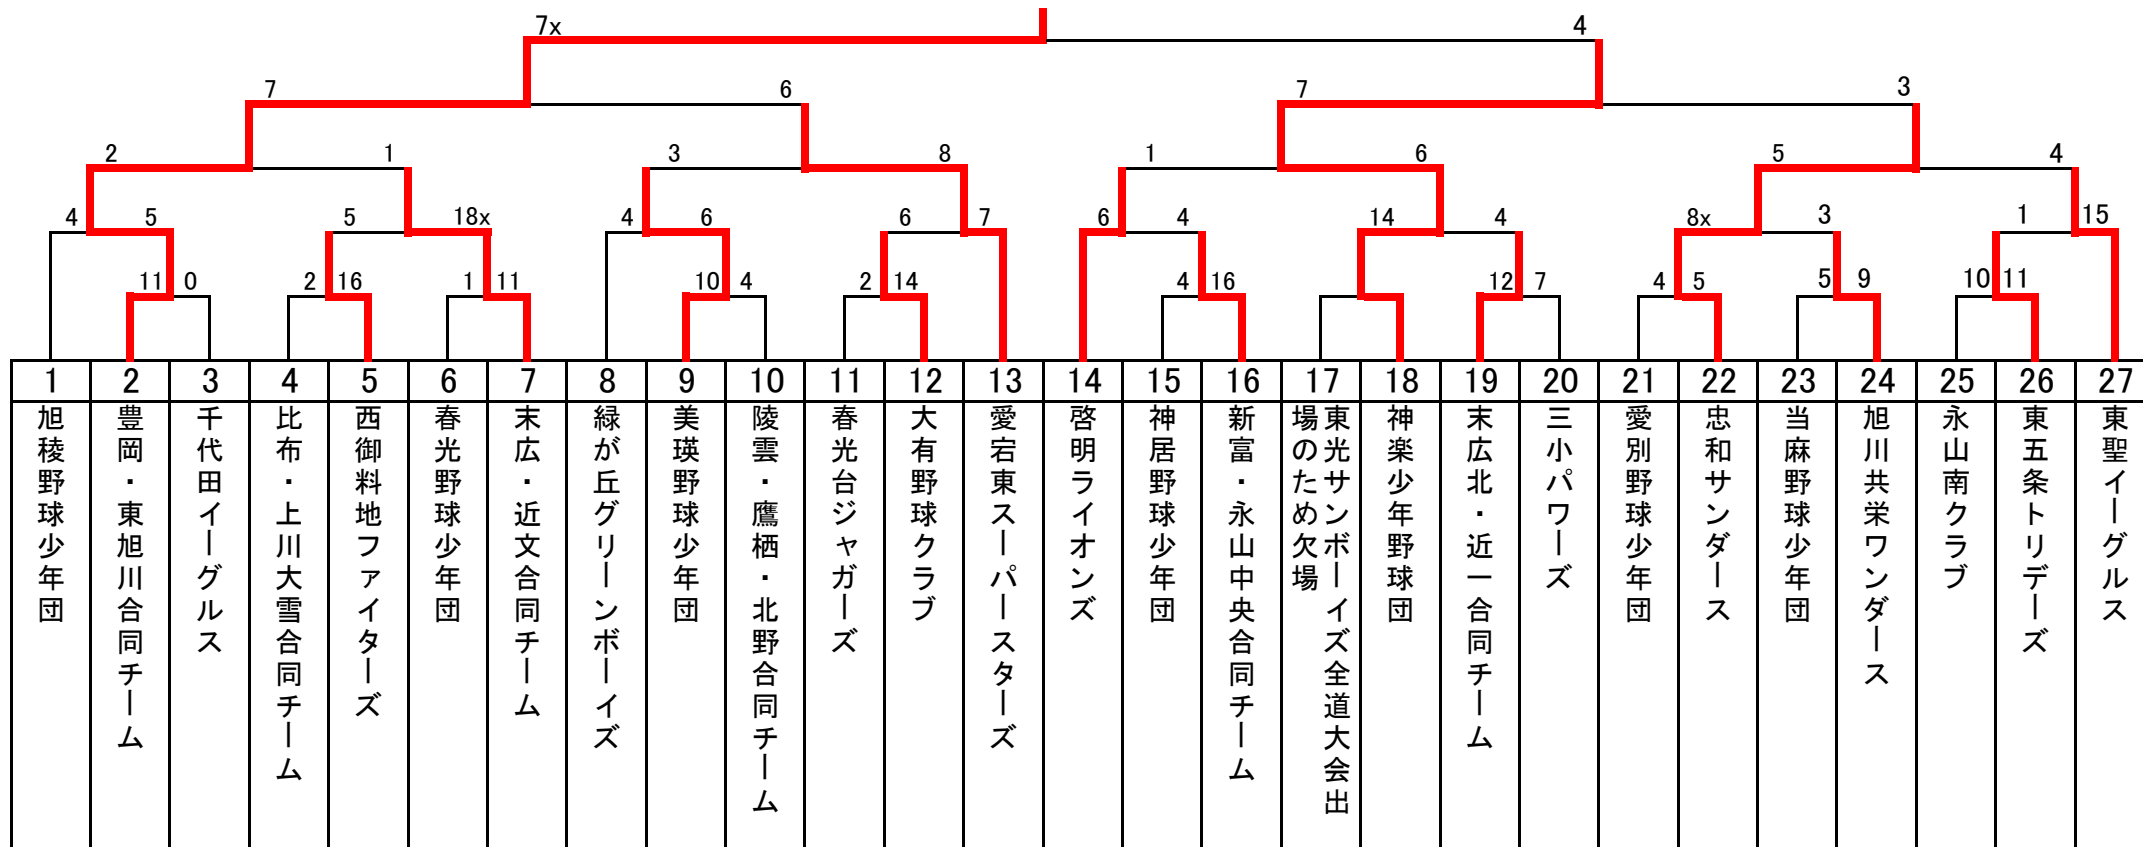 7x 4
7 6 7 3
2 1 3 8 1 6 5 4
4 5 5 18x 4 6 6 7 6 4 14 4 8x 3 1 15
11 0 2 16 1 11 10 4 2 14 4 16 12 7 4 5 5 9 10 11
1 2 3 4 5 6 7 8 9 10 11 12 13 14 15 16 17 18 19 20 21 22 23 24 25 26 27
旭稜野球少年団
豊岡・東旭川合同チーム
千代田イーグルス
比布・上川大雪合同チーム
西御料地ファイターズ
春光野球少年団
末広・近文合同チーム
緑が丘グリーンボーイズ
美瑛野球少年団
陵雲・鷹栖・北野合同チーム
春光台ジャガーズ
大有野球クラブ
愛宕東スーパースターズ
啓明ライオンズ
神居野球少年団
新富・永山中央合同チーム
東光サンボーイズ全道大会出
場のため欠場
神楽少年野球団
末広北・近一合同チーム
三小パワーズ
愛別野球少年団
忠和サンダース
当麻野球少年団
旭川共栄ワンダース
永山南クラブ
東五条トリデーズ
東聖イーグルス